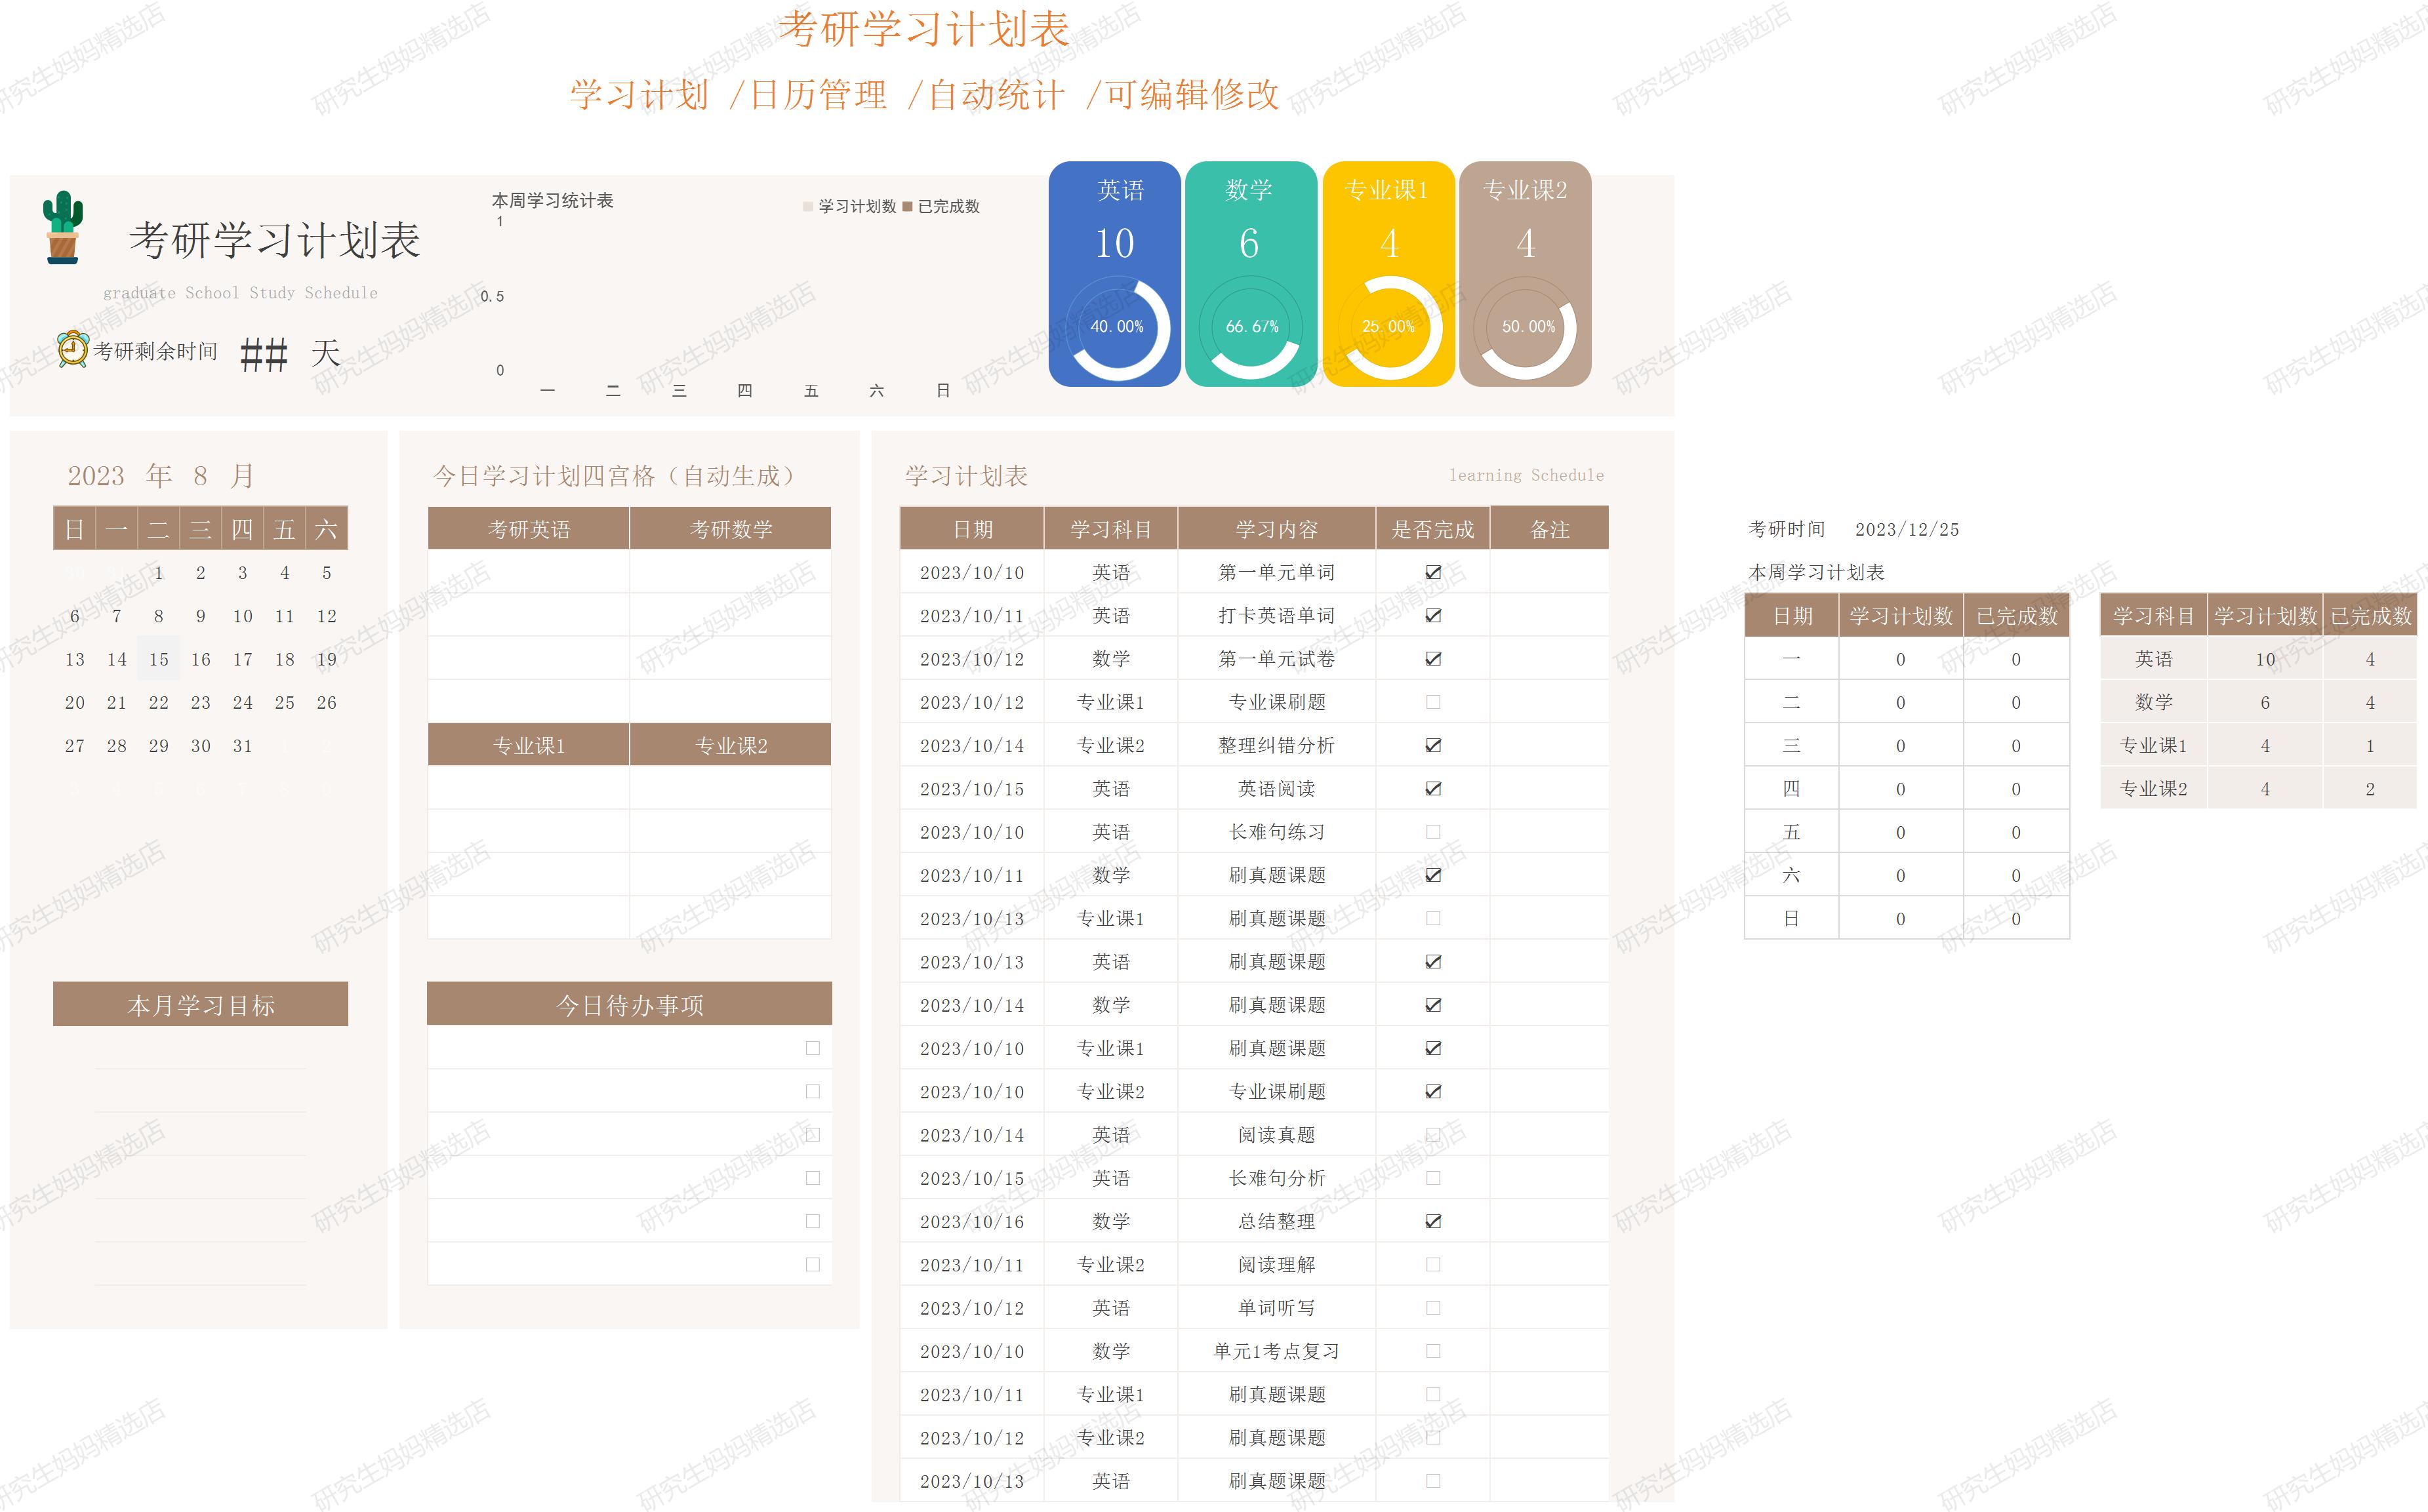 考研学习计划表
学习计划 /日历管理 /自动统计 /可编辑修改
考研学习计划表
graduate School Study Schedule
考研剩余时间 ## 天
本周学习统计表
学习计划数 已完成数
1
0.5
0
一 二 三 四 五 六 日
英语
10
40.00%
数学
6
66.67%
专业课1
4
25.00%
专业课2
4
50.00%
2023 年 8 月
日 一 二 三 四 五 六
1 2 3 4 5
6 7 8 9 10 11 12
13 14 15 16 17 18 19
20 21 22 23 24 25 26
27 28 29 30 31
本月学习目标
今日学习计划四宫格（自动生成）
考研英语 考研数学
专业课1 专业课2
今日待办事项
学习计划表
learning Schedule
日期 学习科目 学习内容 是否完成 备注
2023/10/10 英语 第一单元单词
2023/10/11 英语 打卡英语单词
2023/10/12 数学 第一单元试卷
2023/10/12 专业课1 专业课刷题
2023/10/14 专业课2 整理纠错分析
2023/10/15 英语 英语阅读
2023/10/10 英语 长难句练习
2023/10/11 数学 刷真题课题
2023/10/13 专业课1 刷真题课题
2023/10/13 英语 刷真题课题
2023/10/14 数学 刷真题课题
2023/10/10 专业课1 刷真题课题
2023/10/10 专业课2 专业课刷题
2023/10/14 英语 阅读真题
2023/10/15 英语 长难句分析
2023/10/16 数学 总结整理
2023/10/11 专业课2 阅读理解
2023/10/12 英语 单词听写
2023/10/10 数学 单元1考点复习
2023/10/11 专业课1 刷真题课题
2023/10/12 专业课2 刷真题课题
2023/10/13 英语 刷真题课题
考研时间 2023/12/25
本周学习计划表
日期 学习计划数 已完成数
一 0 0
二 0 0
三 0 0
四 0 0
五 0 0
六 0 0
日 0 0
学习科目 学习计划数 已完成数
英语 10 4
数学 6 4
专业课1 4 1
专业课2 4 2
研究生妈妈精选店